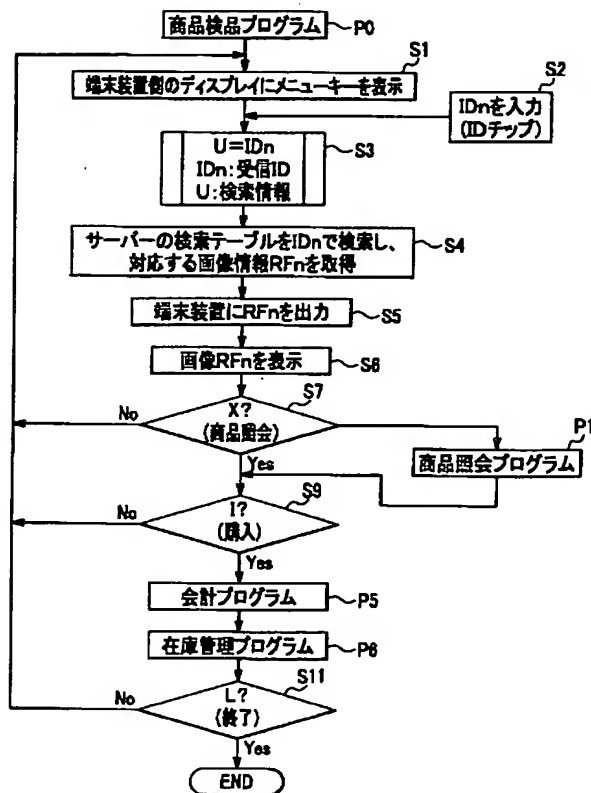 商品検品プログラム P0
S1
端末装置側のディスプレイにメニューキーを表示
S2
IDnを入力
(IDチップ)
U=IDn
IDn:受信ID
U:検索情報
S3
サーバーの検索テーブルをIDnで検索し、
対応する画像情報RFnを取得
S4
端末装置にRFnを出力 S5
画像RFnを表示 S6
S7
No
X?
(商品照会)
Yes
P1
商品照会プログラム
S9
No
I?
(購入)
Yes
会計プログラム P5
在庫管理プログラム P6
S11
No
L?
(終了)
Yes
END